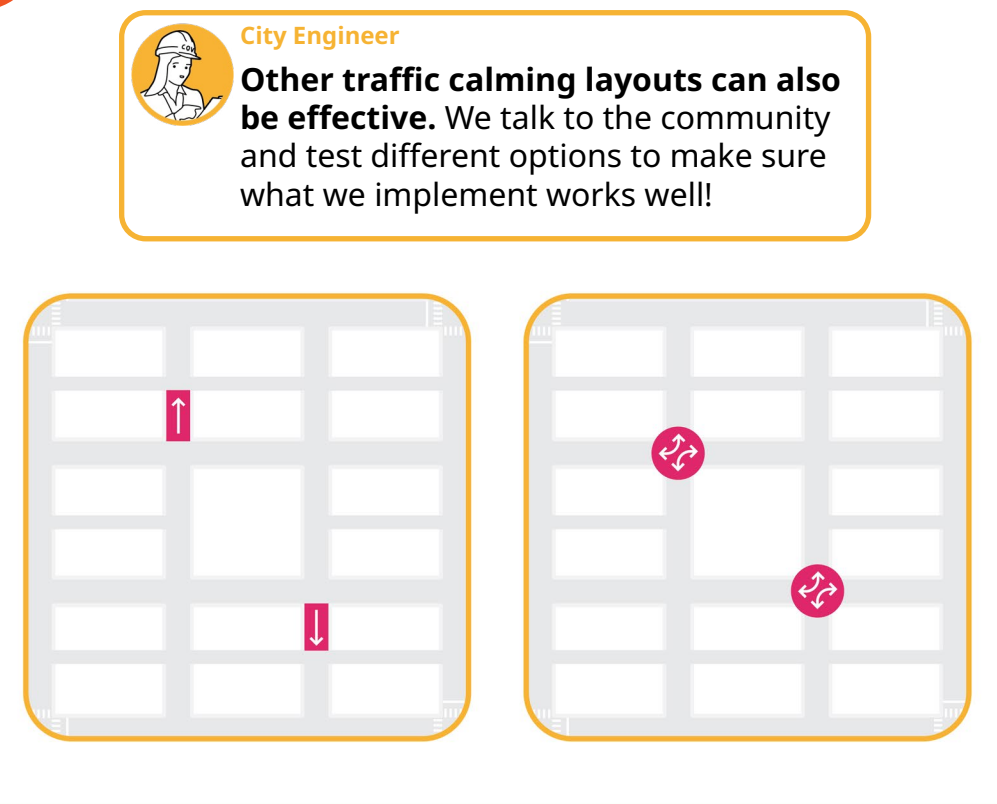 COV
City Engineer
Other traffic calming layouts can also
be effective. We talk to the community
and test different options to make sure
what we implement works well!